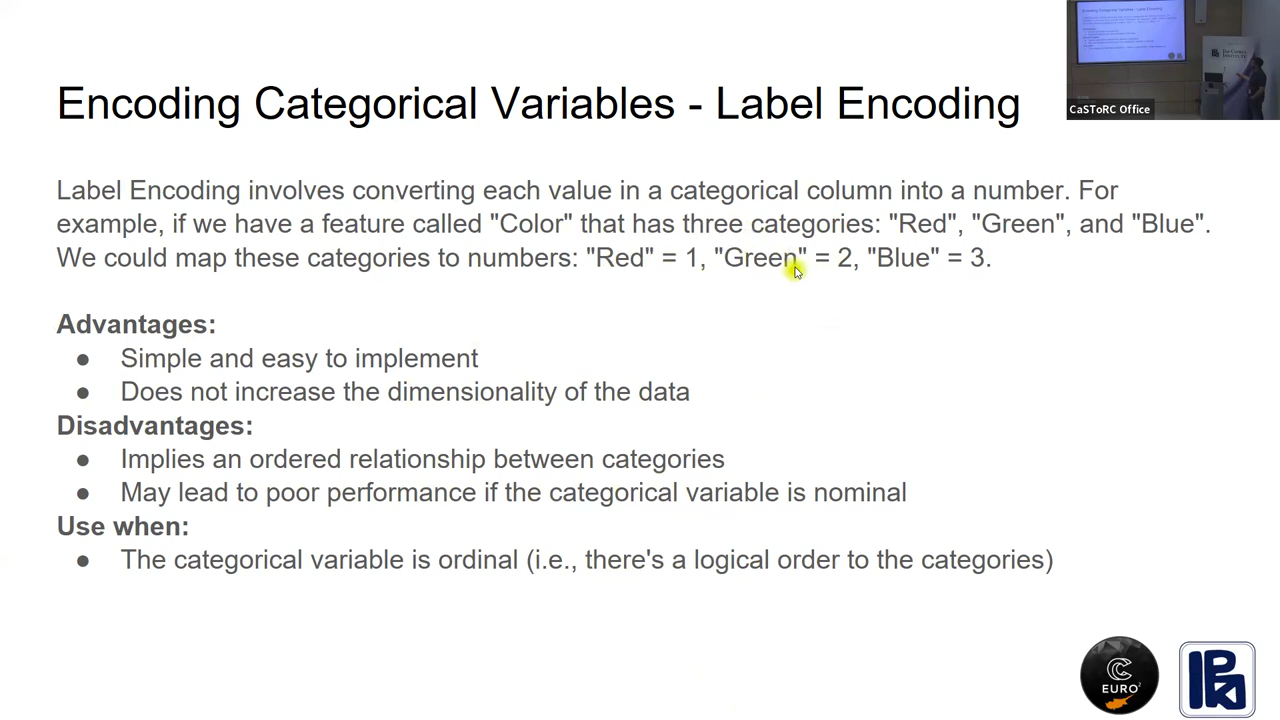 Encoding Categorical Variables - Label Encoding
CaSToRC Office
Label Encoding involves converting each value in a categorical column into a number. For
example, if we have a feature called "Color" that has three categories: "Red", "Green", and "Blue".
We could map these categories to numbers: "Red" = 1, "Green" = 2, "Blue" = 3.
Advantages:
● Simple and easy to implement
● Does not increase the dimensionality of the data
Disadvantages:
● Implies an ordered relationship between categories
● May lead to poor performance if the categorical variable is nominal
Use when:
● The categorical variable is ordinal (i.e., there's a logical order to the categories)
EURO²